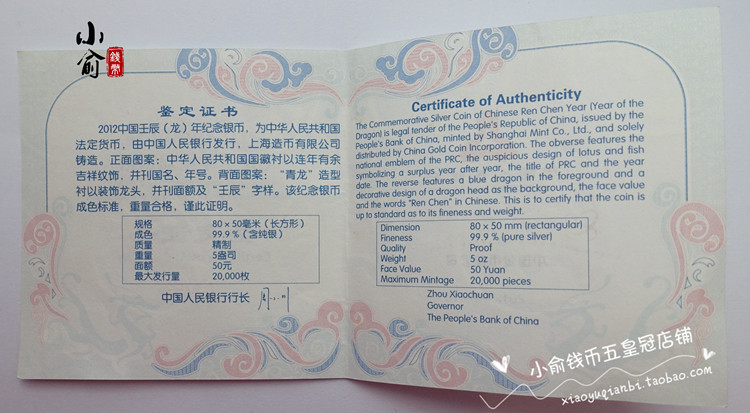 小俞
錢幣
鉴定证书
2012中国壬辰（龙）年纪念银币，为中华人民共和国
法定货币，由中国人民银行发行，上海造币有限公司
铸造。正面图案：中华人民共和国国徽衬以连年有余
吉祥纹饰，并刊国名、年号。背面图案：“青龙”造型
衬以装饰龙头，并刊面额及“壬辰”字样。该纪念银币
成色标准，重量合格，谨此证明。
规格 80×50毫米（长方形）
成色 99.9％（含纯银）
质量 精制
重量 5盎司
面额 50元
最大发行量 20,000枚
中国人民银行行长
Certificate of Authenticity
The Commemorative Silver Coin of Chinese Ren Chen Year (Year of the
Dragon) is legal tender of the People's Republic of China, issued by the
People's Bank of China, minted by Shanghai Mint Co., Ltd., and solely
distributed by China Gold Coin Incorporation. The obverse features the
national emblem of the PRC, the auspicious design of lotus and fish
symbolizing a surplus year after year, the title of PRC and the year
date. The reverse features a blue dragon in the foreground and a
decorative design of a dragon head as the background, the face value
and the words "Ren Chen" in Chinese. This is to certify that the coin is
up to standard as to its fineness and weight.
Dimension 80 × 50 mm (rectangular)
Fineness 99.9 % (pure silver)
Quality Proof
Weight 5 oz
Face Value 50 Yuan
Maximum Mintage 20,000 pieces
Zhou Xiaochuan
Governor
The People's Bank of China
小俞钱币五皇冠店铺
xiaoyuqianbi.taobao.com